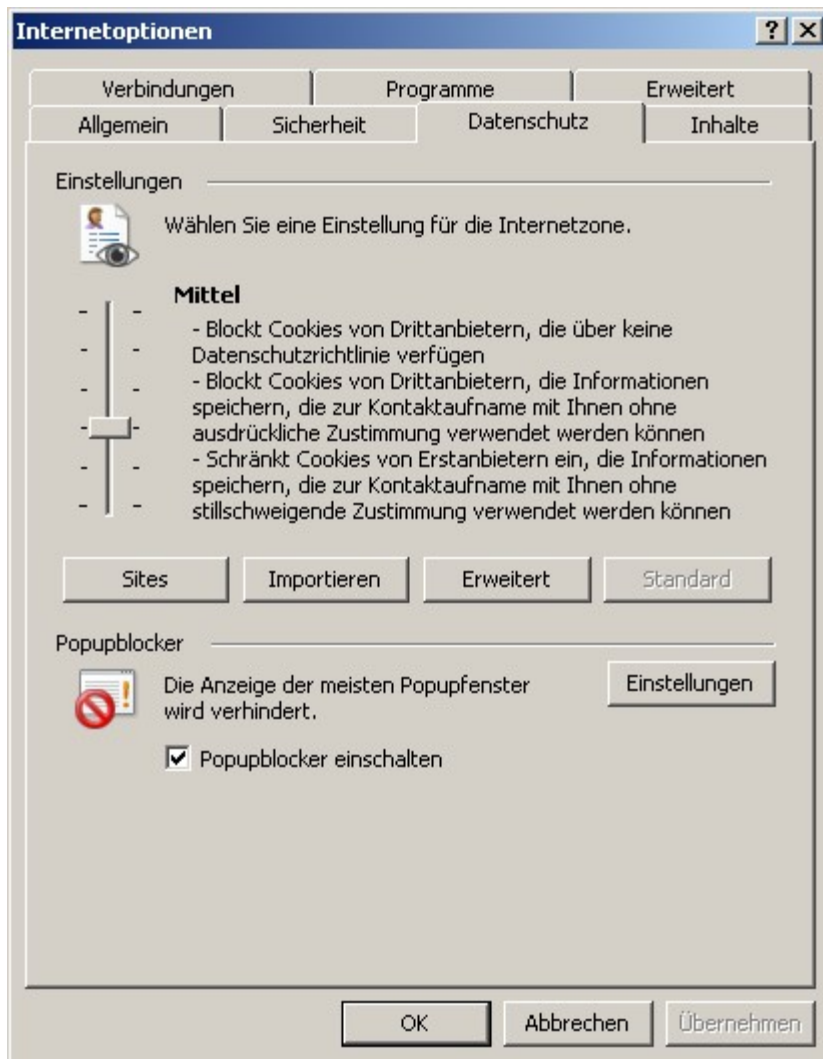 Internetoptionen
Verbindungen Programme Erweitert
Allgemein Sicherheit Datenschutz Inhalte
Einstellungen
Wählen Sie eine Einstellung für die Internetzone.
Mittel
- Blockt Cookies von Drittanbietern, die über keine
Datenschutzrichtlinie verfügen
- Blockt Cookies von Drittanbietern, die Informationen
speichern, die zur Kontaktaufname mit Ihnen ohne
ausdrückliche Zustimmung verwendet werden können
- Schränkt Cookies von Erstanbietern ein, die Informationen
speichern, die zur Kontaktaufname mit Ihnen ohne
stillschweigende Zustimmung verwendet werden können
Sites Importieren Erweitert Standard
Popupblocker
Die Anzeige der meisten Popupfenster
wird verhindert.
Einstellungen
Popupblocker einschalten
OK Abbrechen Übernehmen